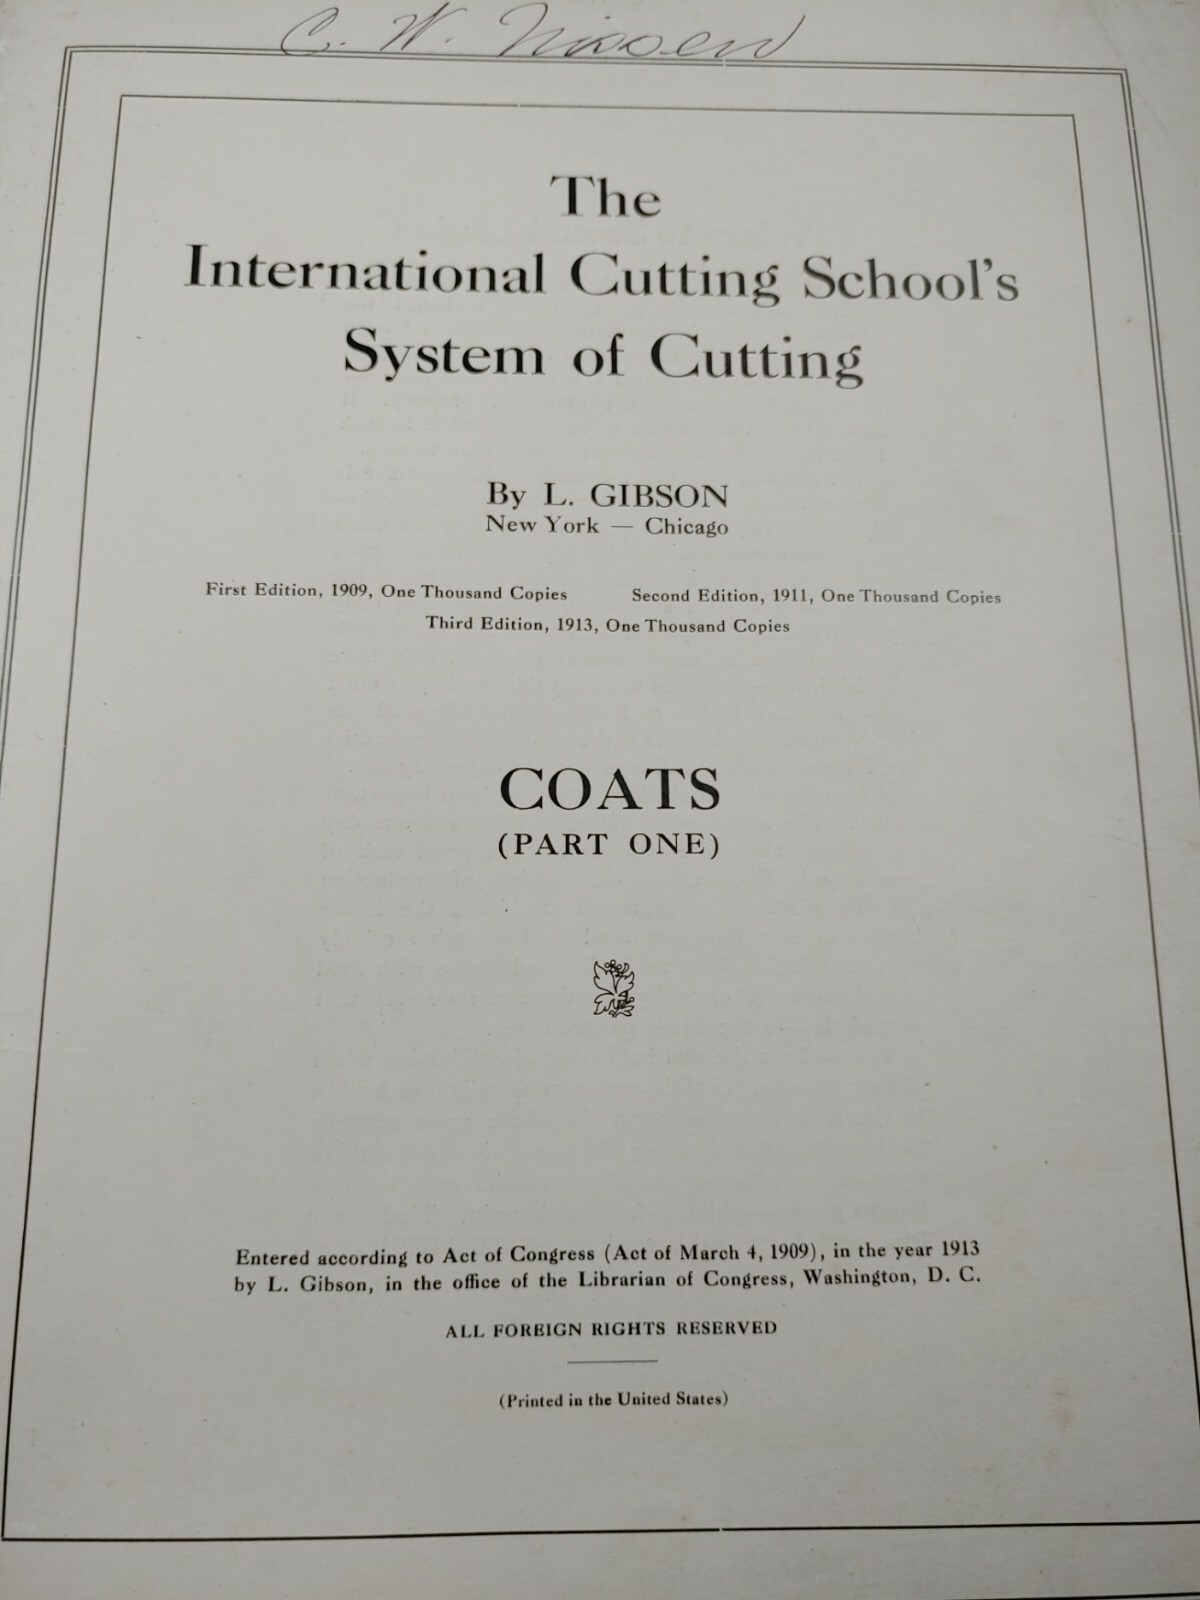 C. W. Nissen
The
International Cutting School's
System of Cutting
By L. GIBSON
New York — Chicago
First Edition, 1909, One Thousand Copies Second Edition, 1911, One Thousand Copies
Third Edition, 1913, One Thousand Copies
COATS
(PART ONE)
Entered according to Act of Congress (Act of March 4, 1909), in the year 1913
by L. Gibson, in the office of the Librarian of Congress, Washington, D. C.
ALL FOREIGN RIGHTS RESERVED
(Printed in the United States)